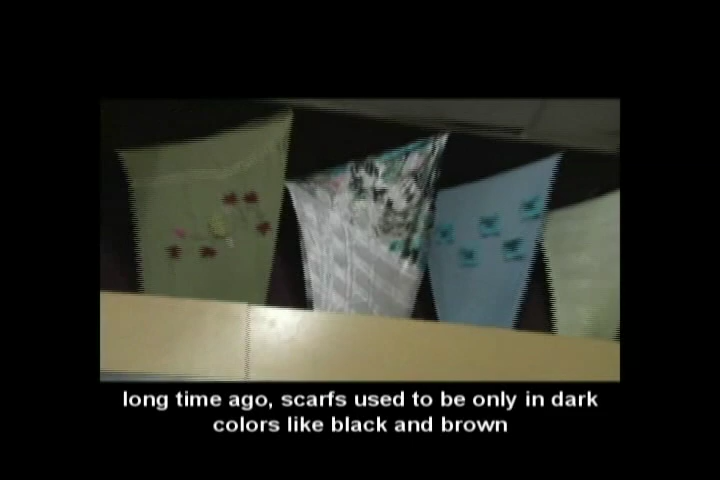 long time ago, scarfs used to be only in dark
colors like black and brown